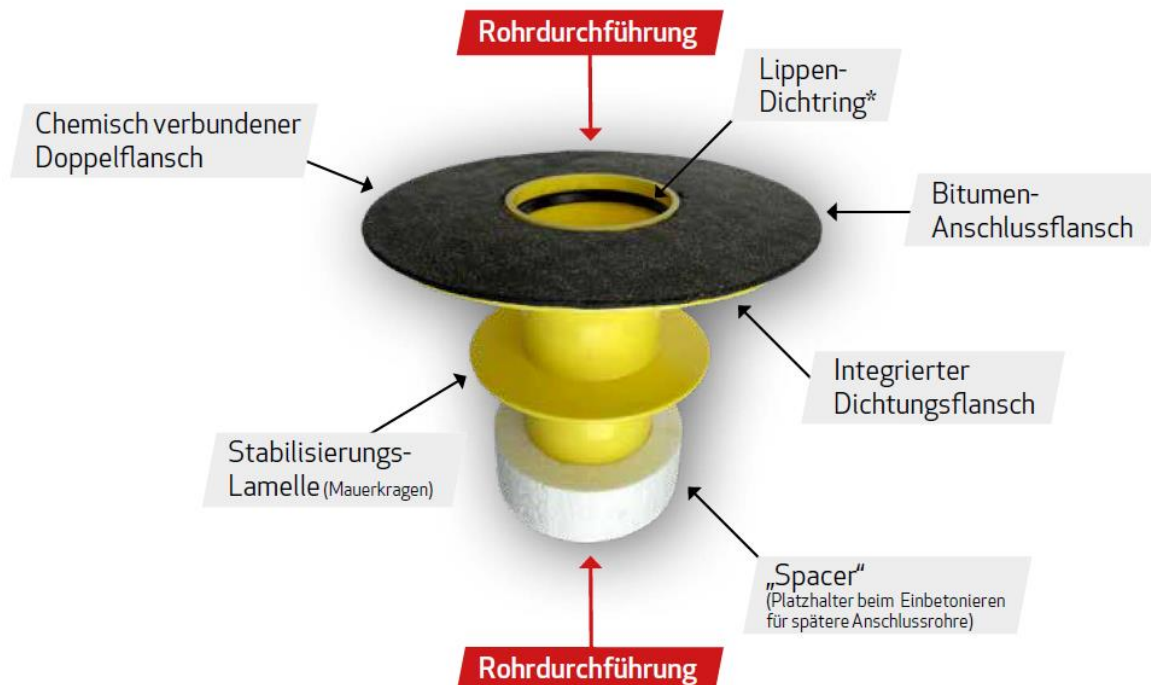 Rohrdurchführung
Lippen-
Dichtring*
Chemisch verbundener
Doppelflansch
Bitumen-
Anschlussflansch
Integrierter
Dichtungsflansch
Stabilisierungs-
Lamelle (Mauerkragen)
„Spacer“
(Platzhalter beim Einbetonieren
für spätere Anschlussrohre)
Rohrdurchführung